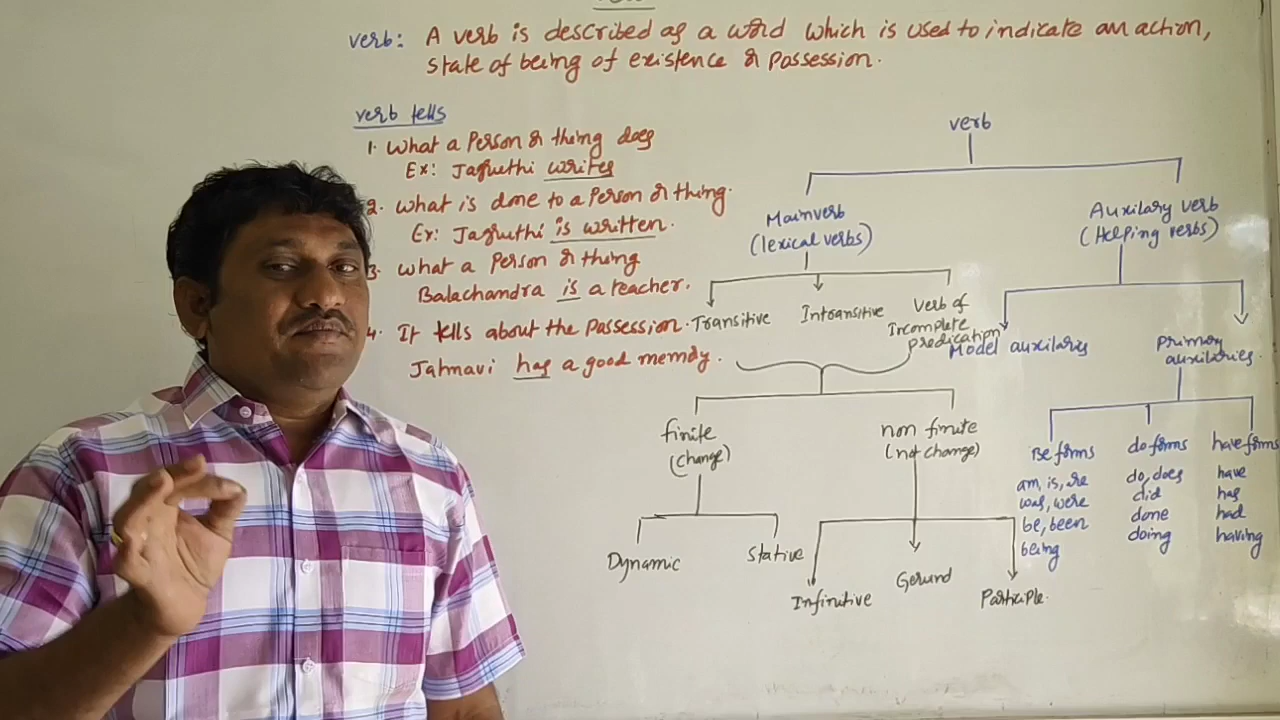 verb: A verb is described as a word which is used to indicate an action,
state of being of existence or possession.
verb tells
1. What a person or thing does
Ex: Jagruthi writes
2. what is done to a person or thing.
Ex: Jagruthi is written.
3. what a person or thing
Balachandra is a teacher.
4. It tells about the possession.
Jahnavi has a good memory.
verb
Mainverb
(lexical verbs)
Auxilary verb
(Helping verbs)
Transitive
Intransitive
verb of
Incomplete
predication
Model auxilaries
Primary
auxilaries.
finite
(change)
non finite
(not change)
Dynamic
Stative
Infinitive
Gerund
Participle.
Be forms
am, is, are
was, were
be, been
being
do forms
do, does
did
done
doing
have forms
have
has
had
having